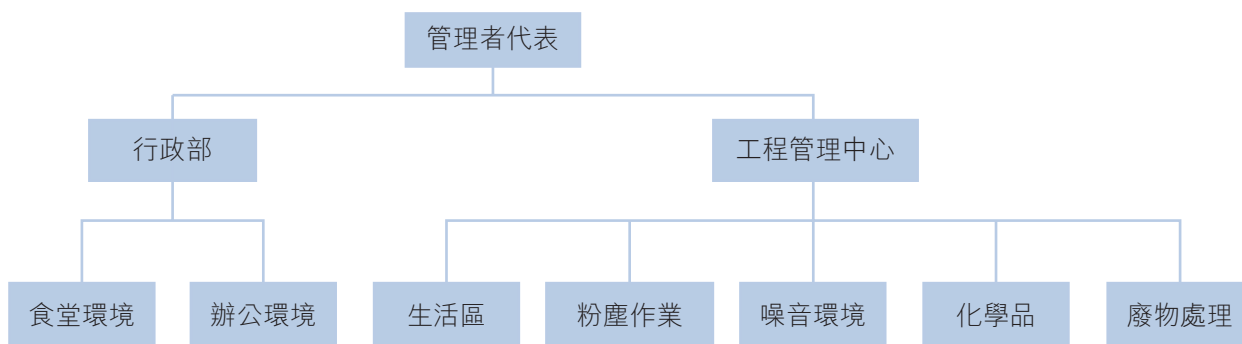 管理者代表
行政部
工程管理中心
食堂環境
辦公環境
生活區
粉塵作業
噪音環境
化學品
廢物處理